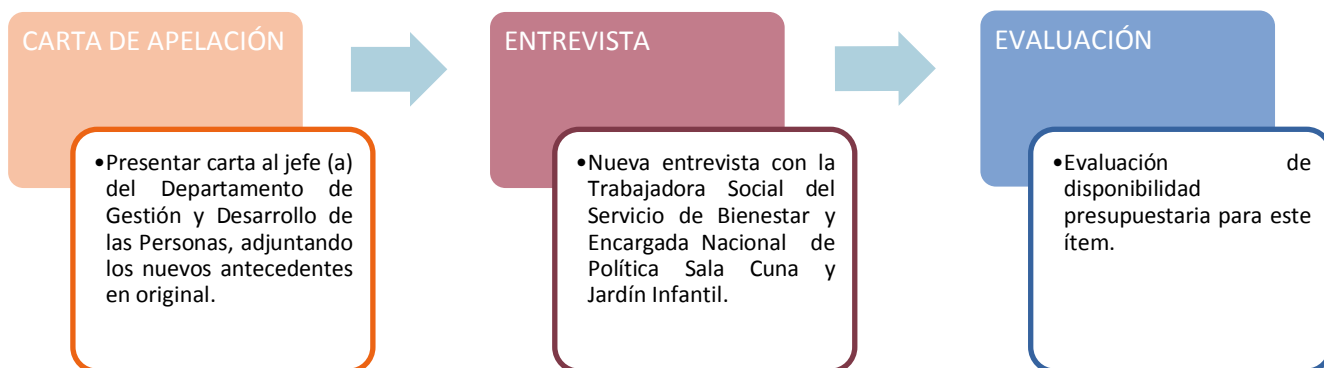 CARTA DE APELACIÓN
•Presentar carta al jefe (a)
del Departamento de
Gestión y Desarrollo de
las Personas, adjuntando
los nuevos antecedentes
en original.
ENTREVISTA
•Nueva entrevista con la
Trabajadora Social del
Servicio de Bienestar y
Encargada Nacional de
Política Sala Cuna y
Jardín Infantil.
EVALUACIÓN
•Evaluación de
disponibilidad
presupuestaria para este
ítem.